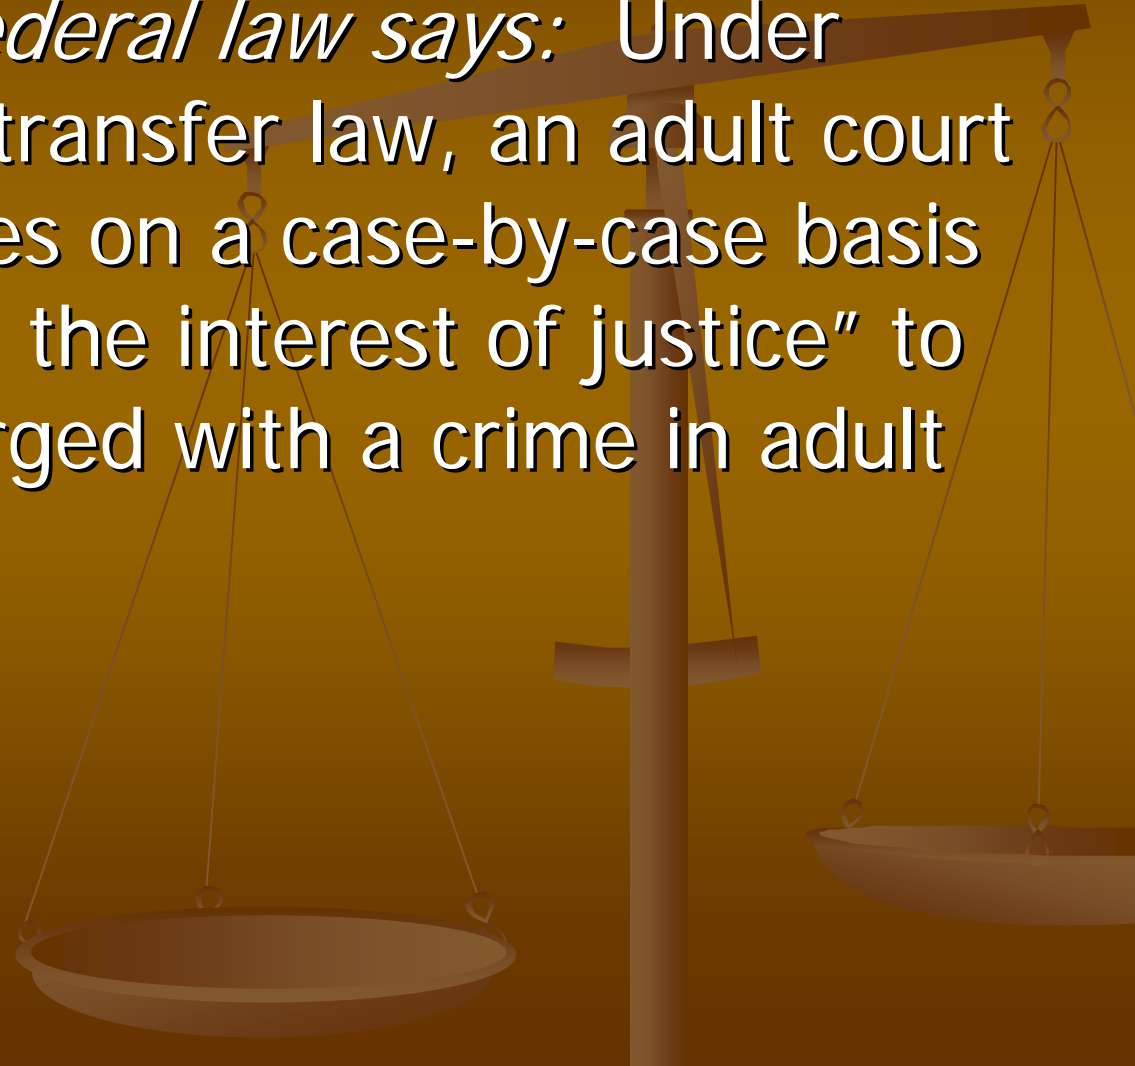 ederal law says: Under
transfer law, an adult court
es on a case-by-case basis
the interest of justice” to
rged with a crime in adult